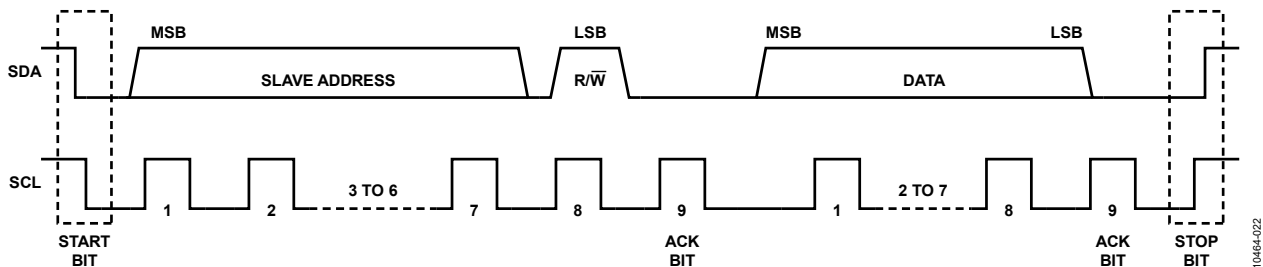 MSB LSB MSB LSB
SDA SLAVE ADDRESS R/W̅ DATA
SCL 1 2 3 TO 6 7 8 9 1 2 TO 7 8 9
START BIT
ACK BIT
ACK BIT
STOP BIT
10464-022